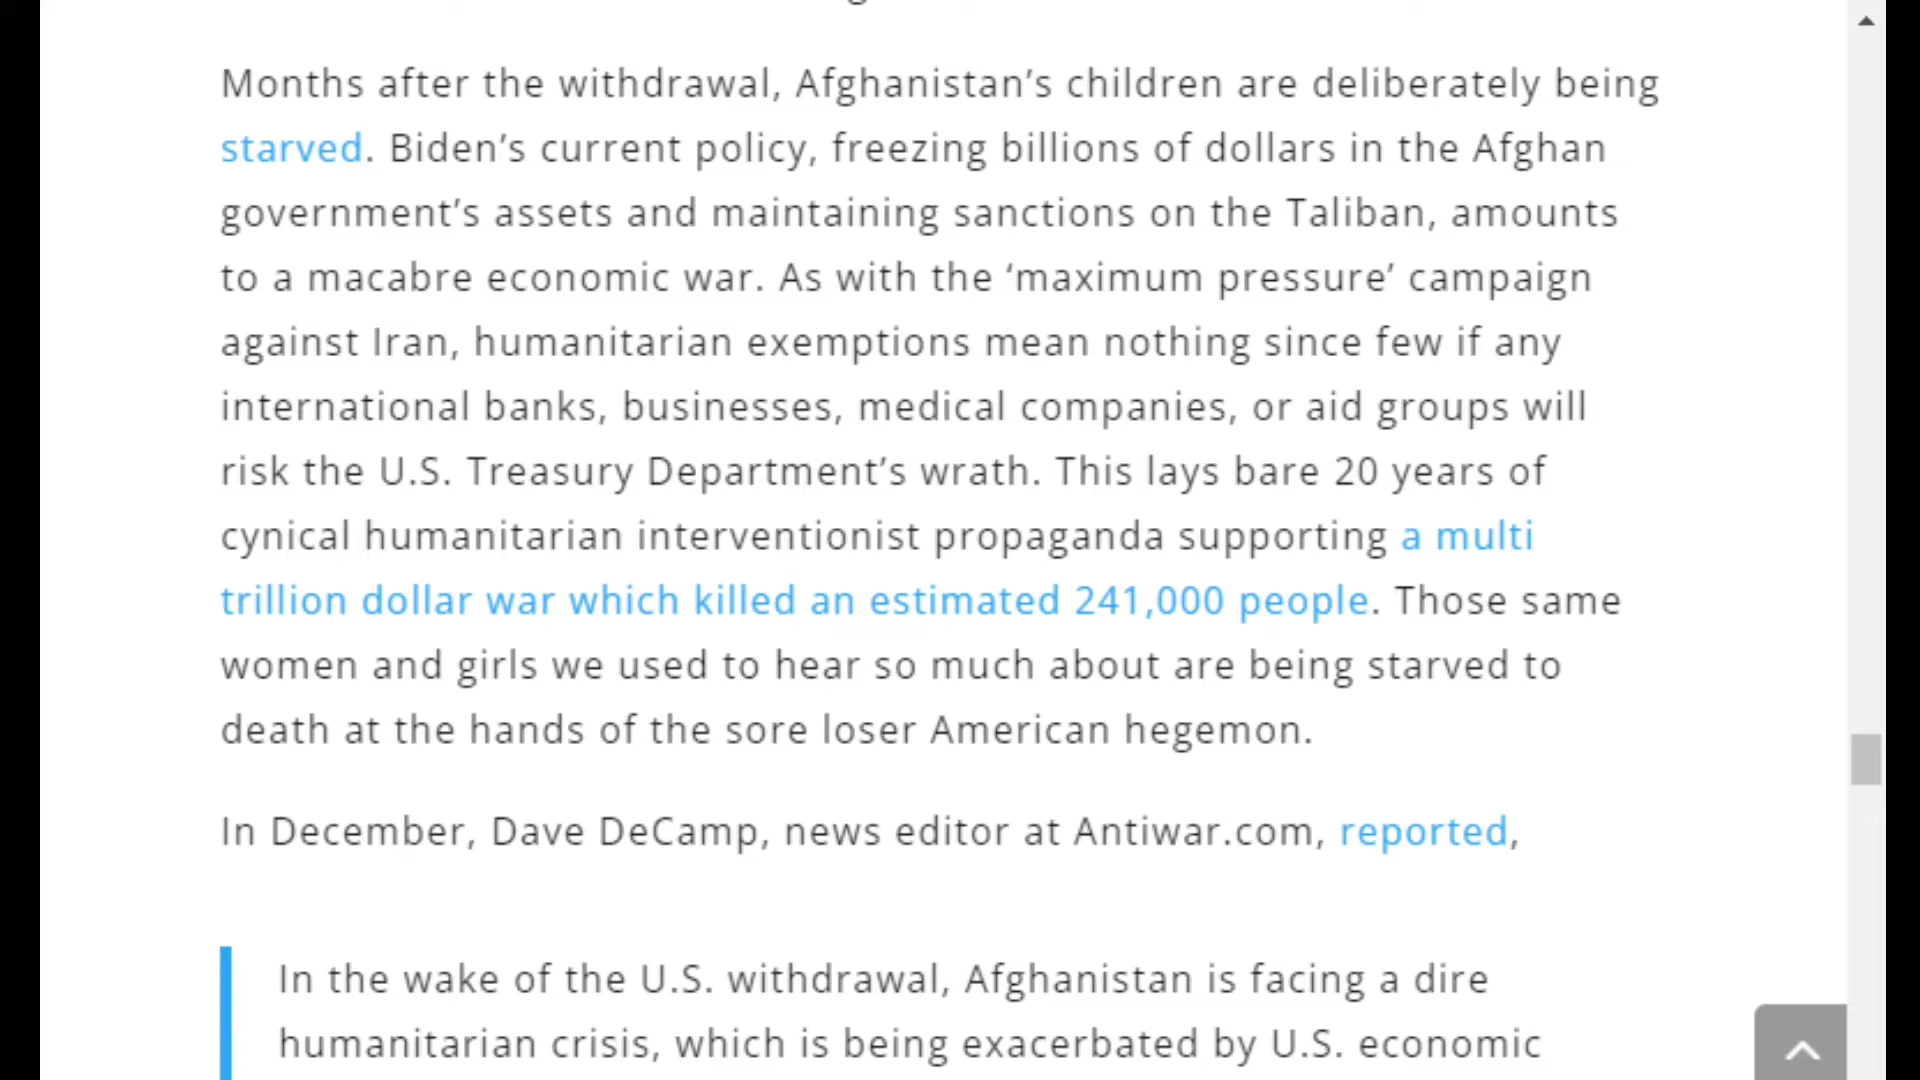 Months after the withdrawal, Afghanistan’s children are deliberately being
starved. Biden’s current policy, freezing billions of dollars in the Afghan
government’s assets and maintaining sanctions on the Taliban, amounts
to a macabre economic war. As with the ‘maximum pressure’ campaign
against Iran, humanitarian exemptions mean nothing since few if any
international banks, businesses, medical companies, or aid groups will
risk the U.S. Treasury Department’s wrath. This lays bare 20 years of
cynical humanitarian interventionist propaganda supporting a multi
trillion dollar war which killed an estimated 241,000 people. Those same
women and girls we used to hear so much about are being starved to
death at the hands of the sore loser American hegemon.
In December, Dave DeCamp, news editor at Antiwar.com, reported,
In the wake of the U.S. withdrawal, Afghanistan is facing a dire
humanitarian crisis, which is being exacerbated by U.S. economic